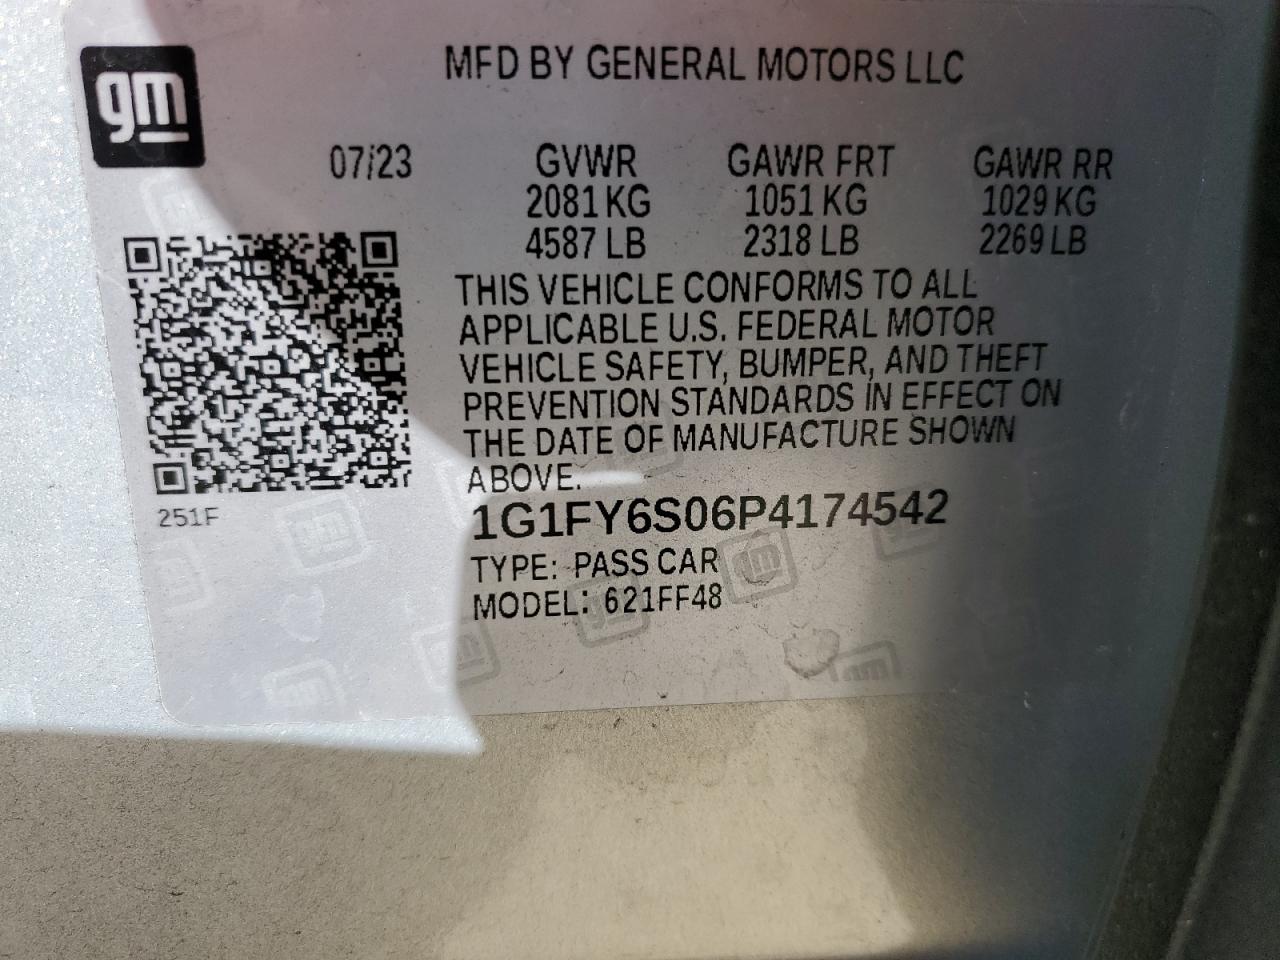 gm
MFD BY GENERAL MOTORS LLC
07/23 GVWR GAWR FRT GAWR RR
2081 KG 1051 KG 1029 KG
4587 LB 2318 LB 2269 LB
THIS VEHICLE CONFORMS TO ALL
APPLICABLE U.S. FEDERAL MOTOR
VEHICLE SAFETY, BUMPER, AND THEFT
PREVENTION STANDARDS IN EFFECT ON
THE DATE OF MANUFACTURE SHOWN
ABOVE.
251F
1G1FY6S06P4174542
TYPE: PASS CAR
MODEL: 621FF48